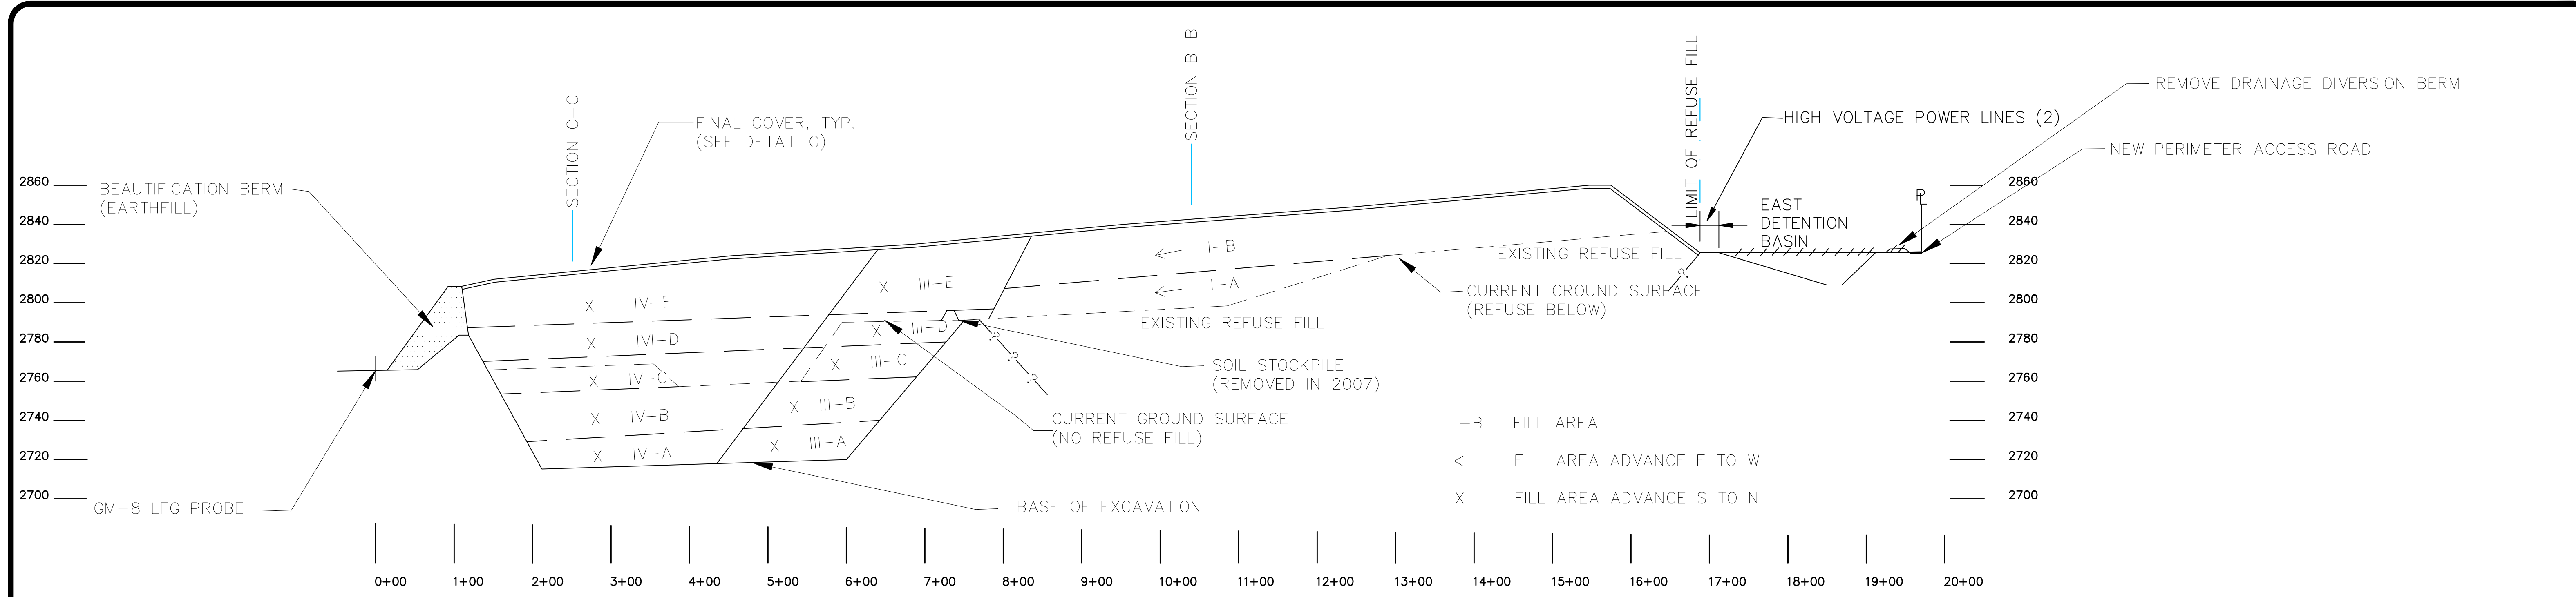 SECTION C-C
SECTION B-B
LIMIT OF REFUSE FILL
REMOVE DRAINAGE DIVERSION BERM
HIGH VOLTAGE POWER LINES (2)
NEW PERIMETER ACCESS ROAD
FINAL COVER, TYP.
(SEE DETAIL G)
BEAUTIFICATION BERM
(EARTHFILL)
2860
2840
2820
2800
2780
2760
2740
2720
2700
2860
2840
2820
2800
2780
2760
2740
2720
2700
PL
EAST
DETENTION
BASIN
EXISTING REFUSE FILL
?
I-B
I-A
CURRENT GROUND SURFACE
(REFUSE BELOW)
EXISTING REFUSE FILL
X IV-E
X IVI-D
X IV-C
X IV-B
X IV-A
X III-E
X III-D
X III-C
X III-B
X III-A
?
?
?
SOIL STOCKPILE
(REMOVED IN 2007)
CURRENT GROUND SURFACE
(NO REFUSE FILL)
BASE OF EXCAVATION
GM-8 LFG PROBE
I-B FILL AREA
← FILL AREA ADVANCE E TO W
X FILL AREA ADVANCE S TO N
0+00 1+00 2+00 3+00 4+00 5+00 6+00 7+00 8+00 9+00 10+00 11+00 12+00 13+00 14+00 15+00 16+00 17+00 18+00 19+00 20+00